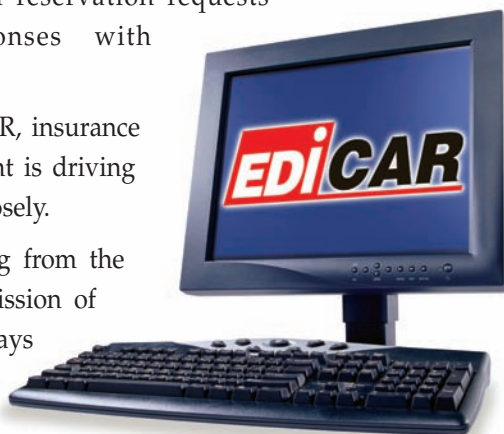 reservation requests
onses with
R, insurance
nt is driving
osely.
g from the
ission of
ays
EDiCAR